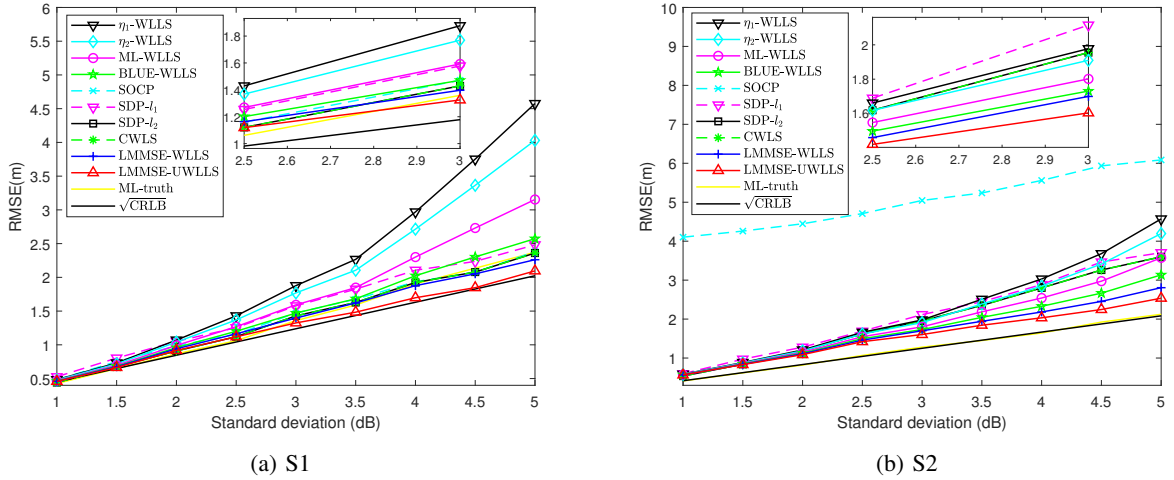 6
5.5
5
4.5
4
3.5
3
2.5
2
1.5
1
0.5
RMSE(m)
η₁-WLLS
η₂-WLLS
ML-WLLS
BLUE-WLLS
SOCP
SDP-l₁
SDP-l₂
CWLS
LMMSE-WLLS
LMMSE-UWLLS
ML-truth
√CRLB
1.8
1.6
1.4
1.2
1
2.5 2.6 2.7 2.8 2.9 3
1 1.5 2 2.5 3 3.5 4 4.5 5
Standard deviation (dB)
(a) S1
10
9
8
7
6
5
4
3
2
1
RMSE(m)
η₁-WLLS
η₂-WLLS
ML-WLLS
BLUE-WLLS
SOCP
SDP-l₁
SDP-l₂
CWLS
LMMSE-WLLS
LMMSE-UWLLS
ML-truth
√CRLB
2
1.8
1.6
1.4
2.5 2.6 2.7 2.8 2.9 3
1 1.5 2 2.5 3 3.5 4 4.5 5
Standard deviation (dB)
(b) S2